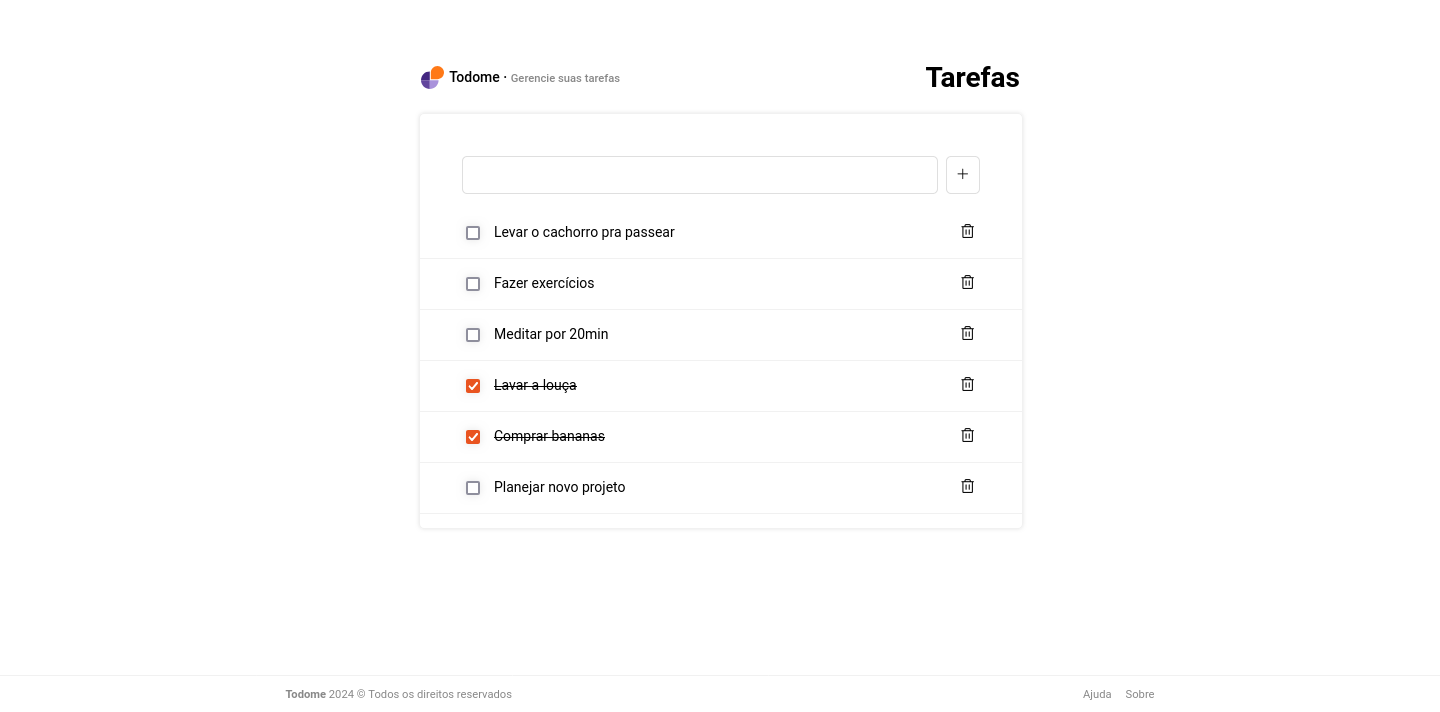 Todome · Gerencie suas tarefas
Tarefas
Levar o cachorro pra passear
Fazer exercícios
Meditar por 20min
Lavar a louça
Comprar bananas
Planejar novo projeto
Todome 2024 © Todos os direitos reservados
Ajuda Sobre